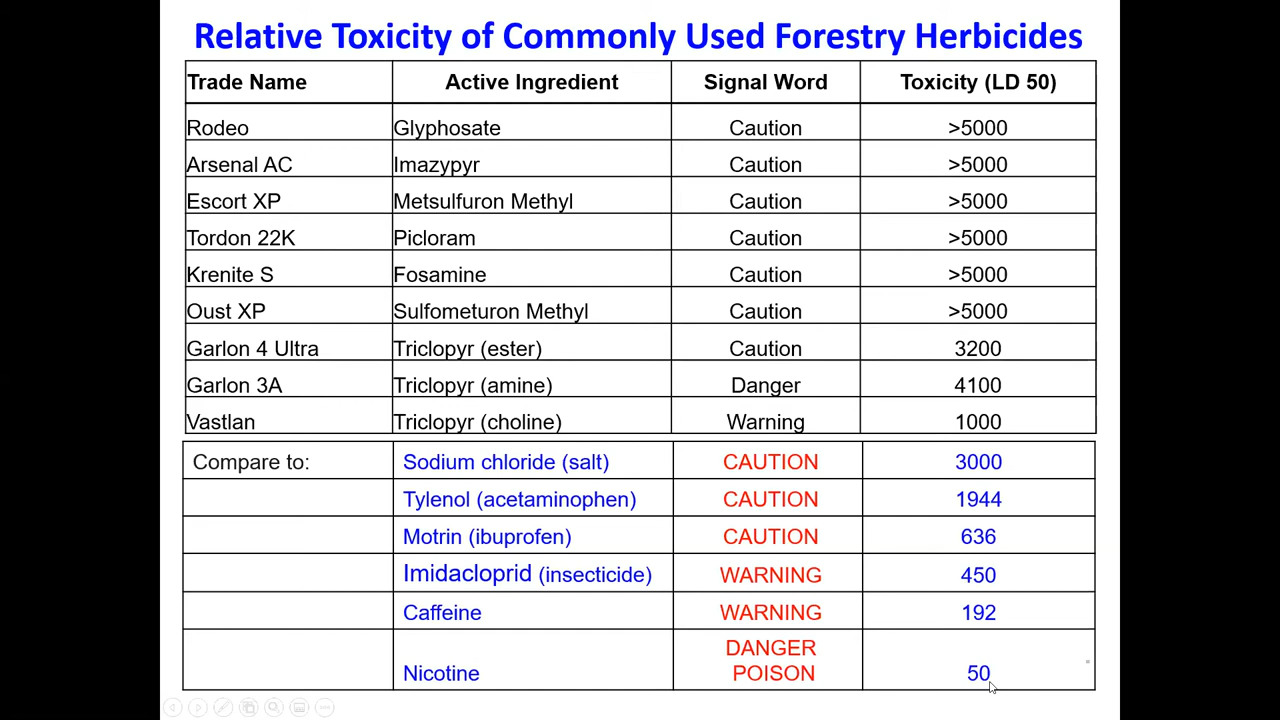 Relative Toxicity of Commonly Used Forestry Herbicides
Trade Name Active Ingredient Signal Word Toxicity (LD 50)
Rodeo Glyphosate Caution >5000
Arsenal AC Imazypyr Caution >5000
Escort XP Metsulfuron Methyl Caution >5000
Tordon 22K Picloram Caution >5000
Krenite S Fosamine Caution >5000
Oust XP Sulfometuron Methyl Caution >5000
Garlon 4 Ultra Triclopyr (ester) Caution 3200
Garlon 3A Triclopyr (amine) Danger 4100
Vastlan Triclopyr (choline) Warning 1000
Compare to: Sodium chloride (salt) CAUTION 3000
Tylenol (acetaminophen) CAUTION 1944
Motrin (ibuprofen) CAUTION 636
Imidacloprid (insecticide) WARNING 450
Caffeine WARNING 192
DANGER
Nicotine POISON 50